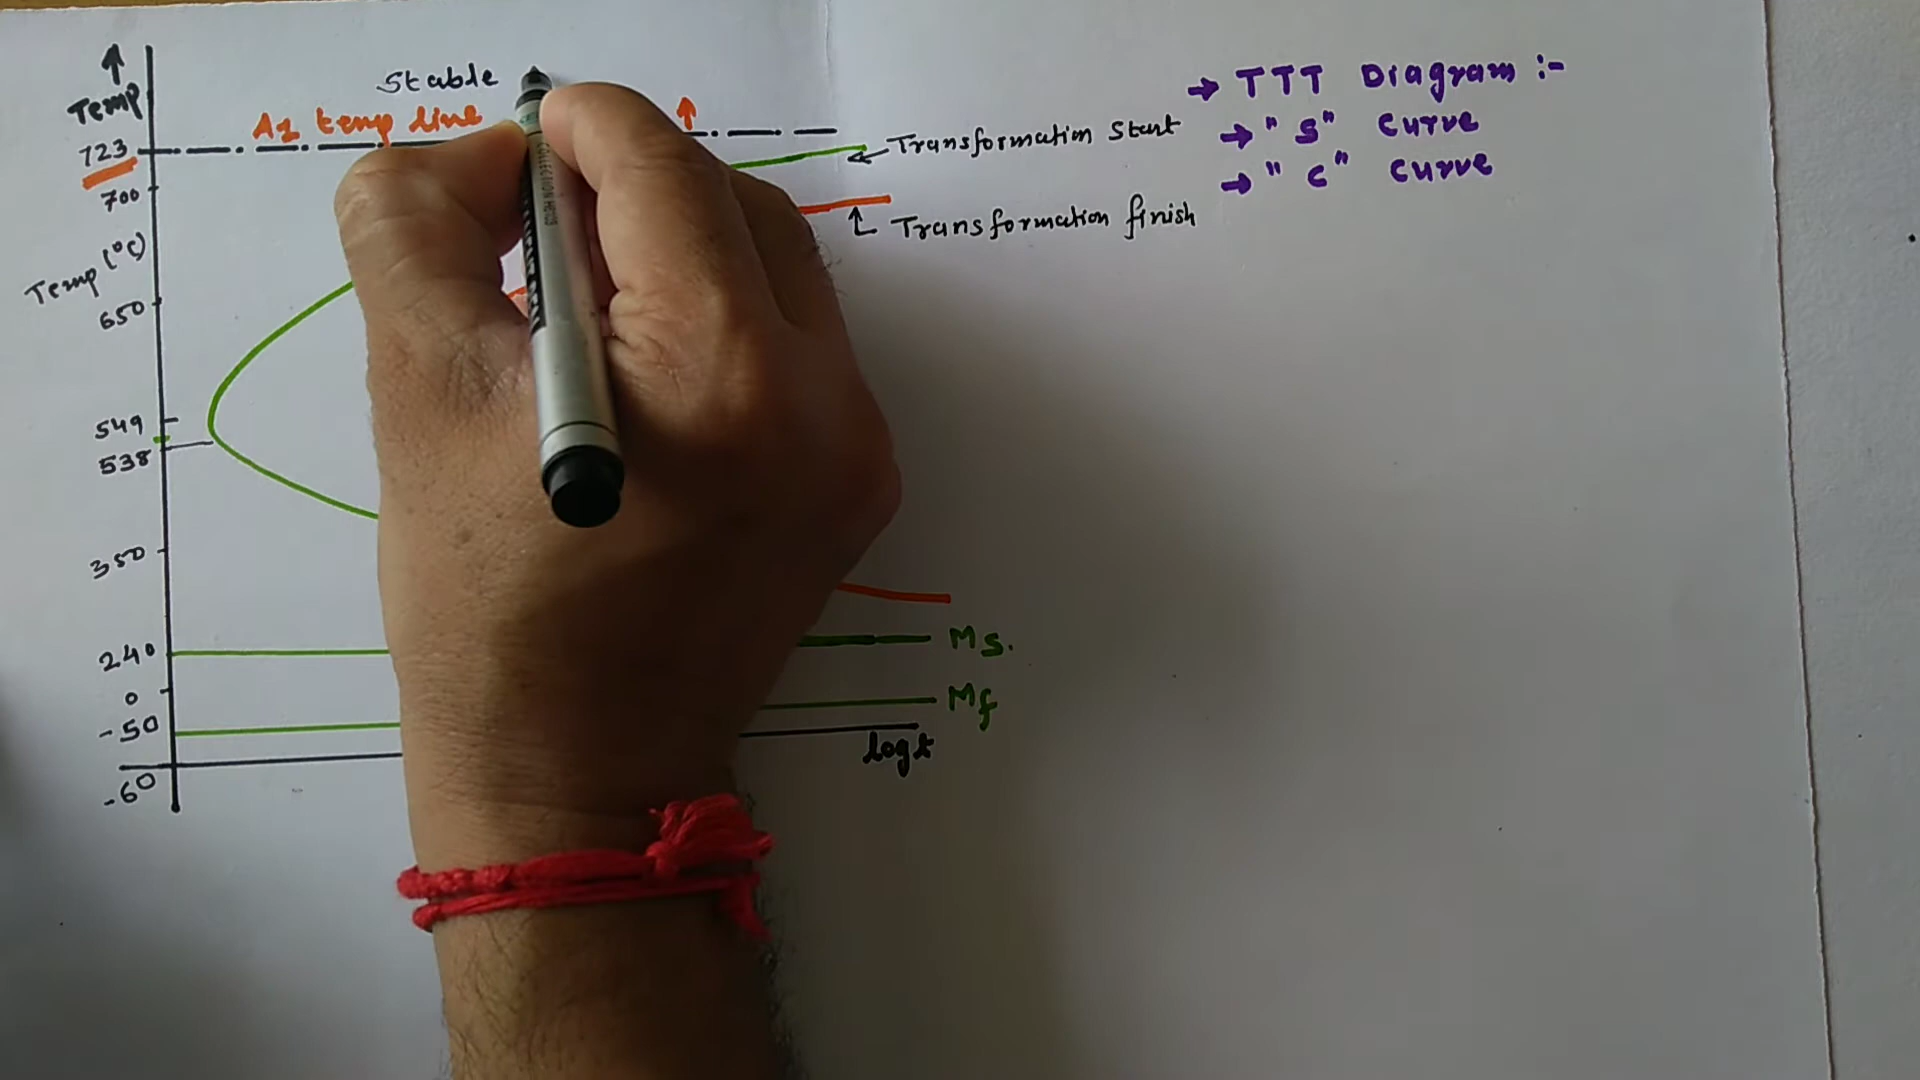 Temp
Stable
A1 temp line
723
700
Temp (°C)
650
549
538
350
240
0
-50
-60
Transformation Start
Transformation finish
Ms.
Mf
log t
→ TTT Diagram :-
→ "S" Curve
→ "C" Curve